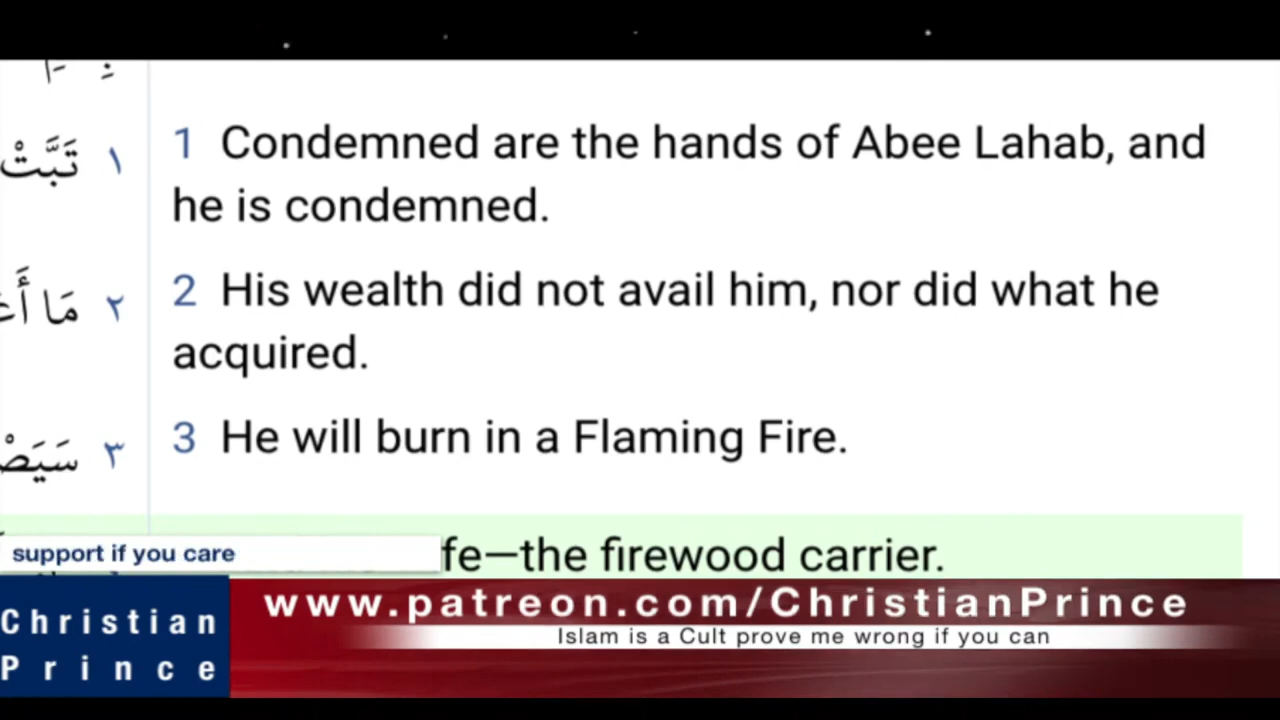 1 Condemned are the hands of Abee Lahab, and
تَبَّتْ ١
he is condemned.
2 His wealth did not avail him, nor did what he
مَا ٢
acquired.
3 He will burn in a Flaming Fire.
٣
the firewood carrier.
support if you care
www.patreon.com/ChristianPrince
Islam is a Cult prove me wrong if you can
Christian
Prince